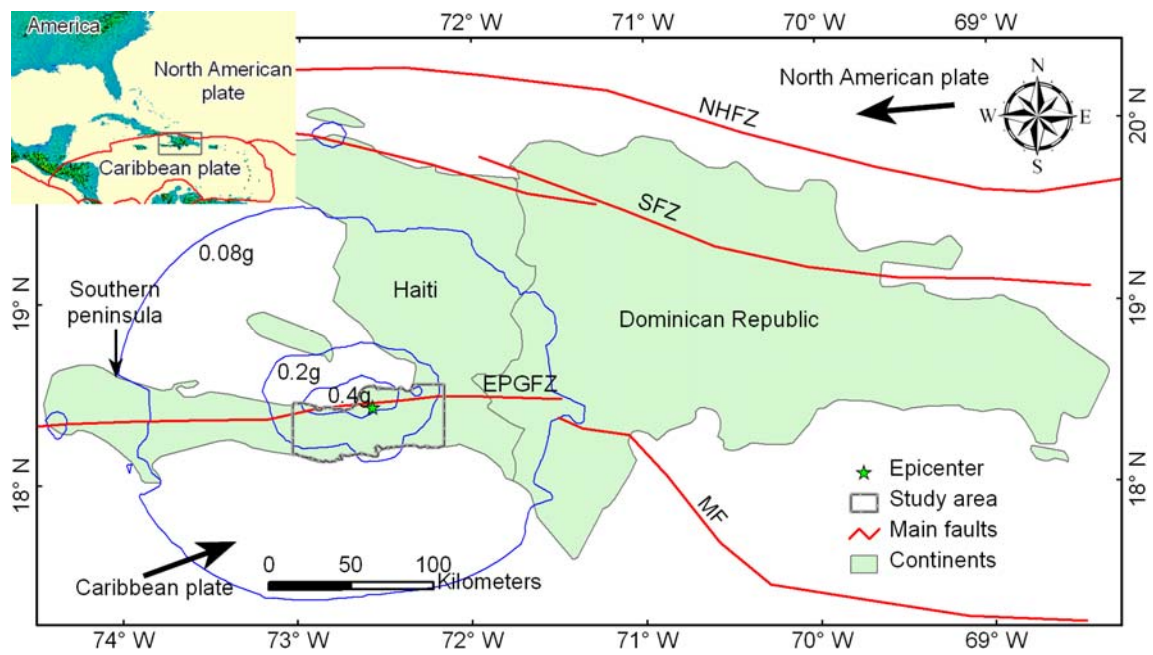 America
North American
plate
Caribbean plate
72° W
71° W
70° W
69° W
North American
plate
N
W
E
S
NHFZ
20° N
SFZ
0.08g
Southern
peninsula
Haiti
Dominican Republic
19° N
19° N
0.2g
0.4g
EPGFZ
MF
18° N
18° N
Epicenter
Study area
Main faults
Continents
Caribbean plate
0
50
100
Kilometers
74° W
73° W
72° W
71° W
70° W
69° W